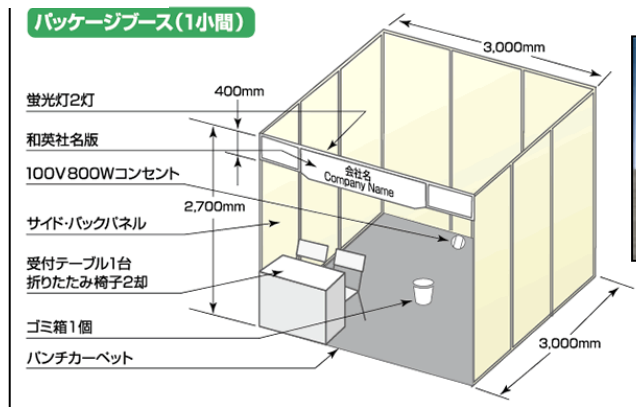 パッケージブース(1小間)
3,000mm
蛍光灯2灯
400mm
和英社名版
会社名
Company Name
100V800Wコンセント
2,700mm
サイド・バックパネル
受付テーブル1台
折りたたみ椅子2却
ゴミ箱1個
3,000mm
パンチカーペット